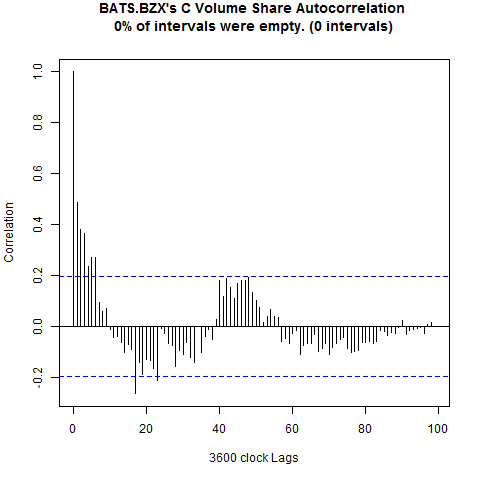 BATS.BZX's C Volume Share Autocorrelation
0% of intervals were empty. (0 intervals)
Correlation
1.0
0.8
0.6
0.4
0.2
0.0
-0.2
0 20 40 60 80 100
3600 clock Lags